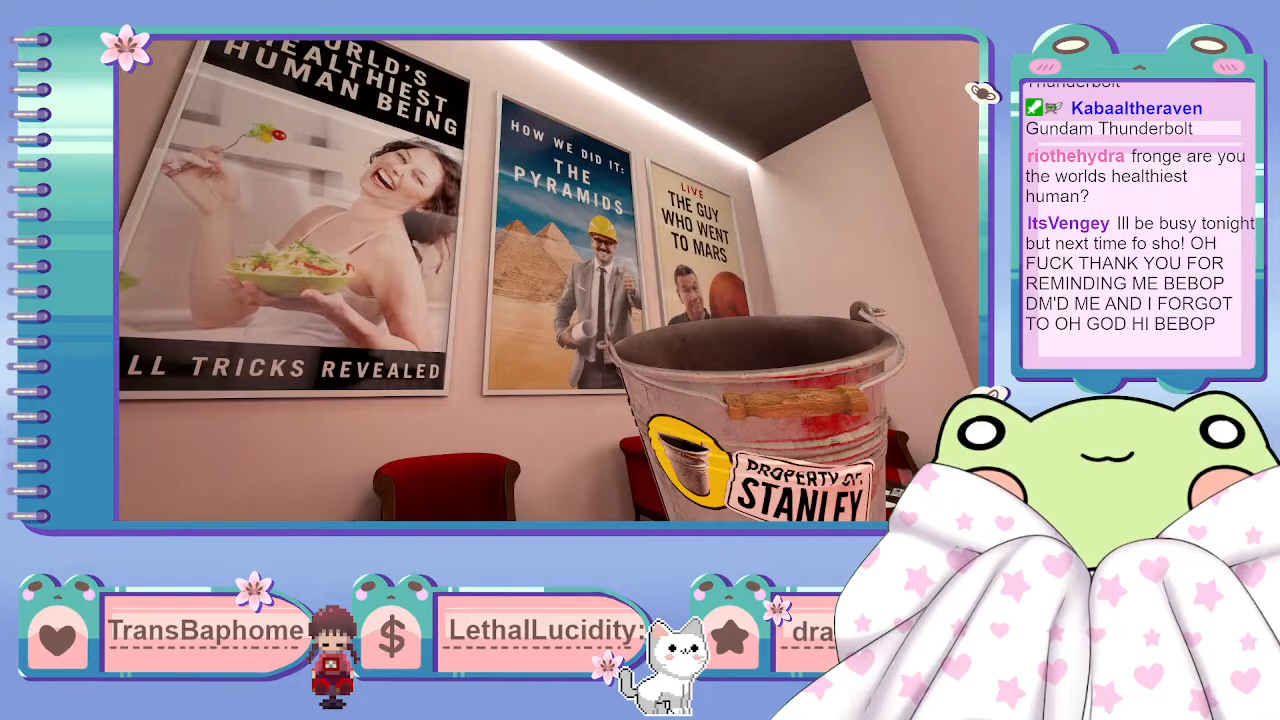 WORLD'S
HEALTHIEST
HUMAN BEING
LL TRICKS REVEALED
HOW WE DID IT:
THE
PYRAMIDS
LIVE
THE GUY
WHO WENT
TO MARS
PROPERTY OF
STANLEY
Thunderbolt
Kabaaltheraven
Gundam Thunderbolt
riothehydra fronge are you
the worlds healthiest
human?
ItsVengey Ill be busy tonight
but next time fo sho! OH
FUCK THANK YOU FOR
REMINDING ME BEBOP
DM'D ME AND I FORGOT
TO OH GOD HI BEBOP
TransBaphome
$
LethalLucidity:
dra